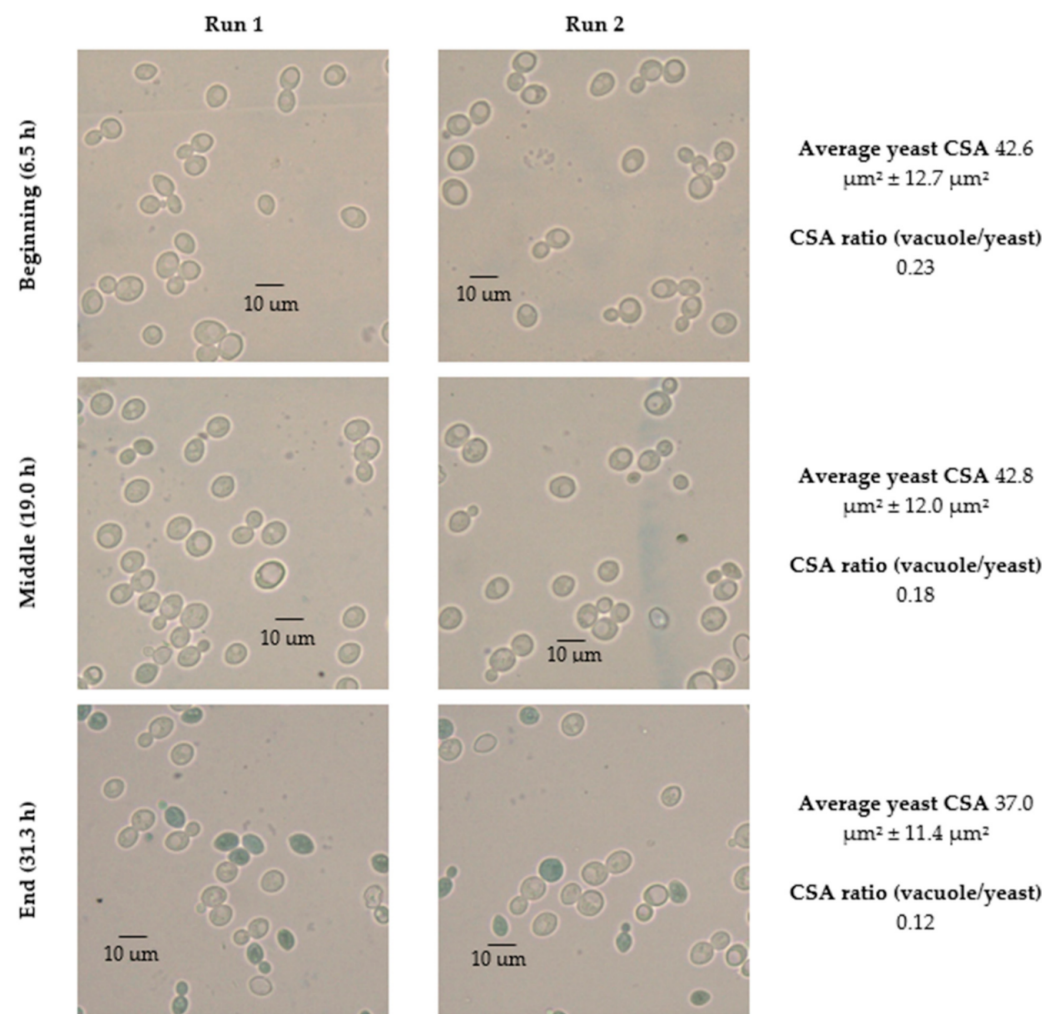 Run 1
Run 2
Beginning (6.5 h)
10 um
10 um
Average yeast CSA 42.6
µm² ± 12.7 µm²
CSA ratio (vacuole/yeast)
0.23
Middle (19.0 h)
10 um
10 µm
Average yeast CSA 42.8
µm² ± 12.0 µm²
CSA ratio (vacuole/yeast)
0.18
End (31.3 h)
10 um
10 um
Average yeast CSA 37.0
µm² ± 11.4 µm²
CSA ratio (vacuole/yeast)
0.12